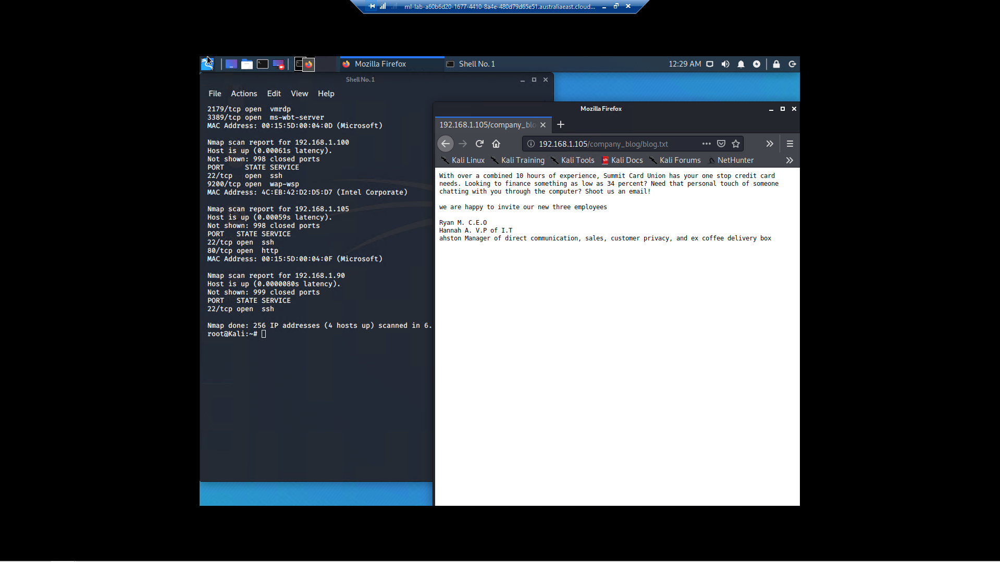 ml-lab-a60b6d20-1677-4410-8a4e-480d79d65e51.australiaeast.cloud...
Mozilla Firefox
Shell No. 1
12:29 AM
Shell No. 1
File Actions Edit View Help
2179/tcp open  vmrdp
3389/tcp open  ms-wbt-server
MAC Address: 00:15:5D:00:04:0D (Microsoft)
Nmap scan report for 192.168.1.100
Host is up (0.00061s latency).
Not shown: 998 closed ports
PORT     STATE SERVICE
22/tcp   open  ssh
9200/tcp open  wap-wsp
MAC Address: 4C:EB:42:D2:D5:D7 (Intel Corporate)
Nmap scan report for 192.168.1.105
Host is up (0.00059s latency).
Not shown: 998 closed ports
PORT   STATE SERVICE
22/tcp open  ssh
80/tcp open  http
MAC Address: 00:15:5D:00:04:0F (Microsoft)
Nmap scan report for 192.168.1.90
Host is up (0.0000080s latency).
Not shown: 999 closed ports
PORT   STATE SERVICE
22/tcp open  ssh
Nmap done: 256 IP addresses (4 hosts up) scanned in 6.
root@Kali:~#
Mozilla Firefox
192.168.1.105/company_blo
192.168.1.105/company_blog/blog.txt
Kali Linux Kali Training Kali Tools Kali Docs Kali Forums NetHunter
With over a combined 10 hours of experience, Summit Card Union has your one stop credit card
needs. Looking to finance something as low as 34 percent? Need that personal touch of someone
chatting with you through the computer? Shoot us an email!
we are happy to invite our new three employees
Ryan M. C.E.O
Hannah A. V.P of I.T
ahston Manager of direct communication, sales, customer privacy, and ex coffee delivery box